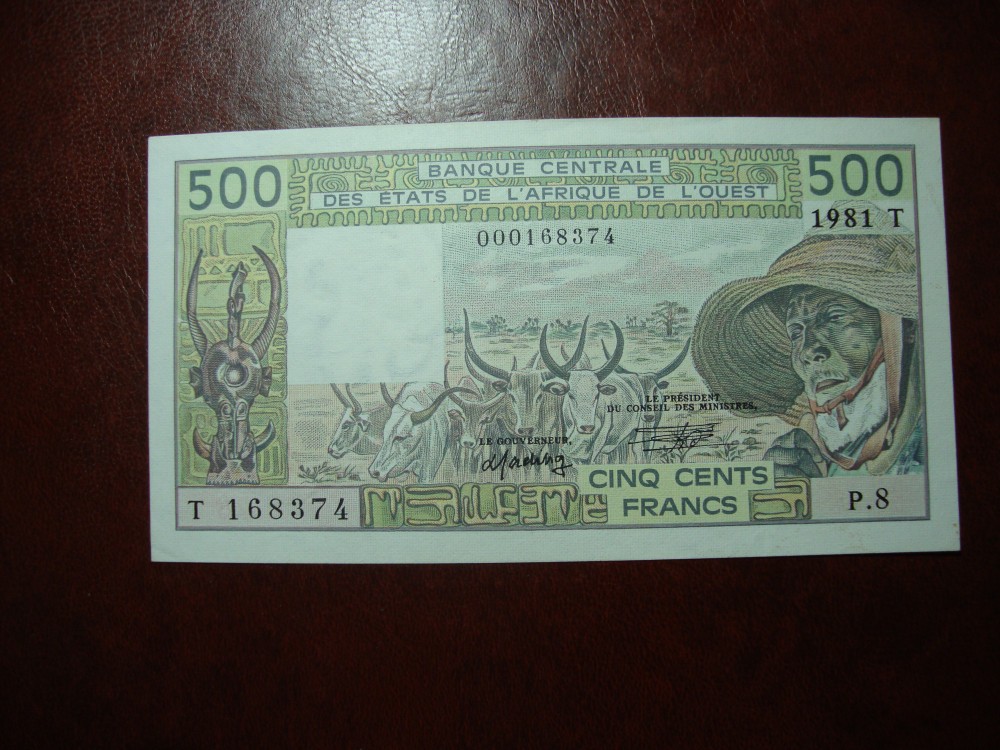 500
BANQUE CENTRALE
DES ÉTATS DE L'AFRIQUE DE L'OUEST
500
1981 T
000168374
LE PRÉSIDENT
DU CONSEIL DES MINISTRES,
LE GOUVERNEUR,
CINQ CENTS
FRANCS
T 168374
P.8